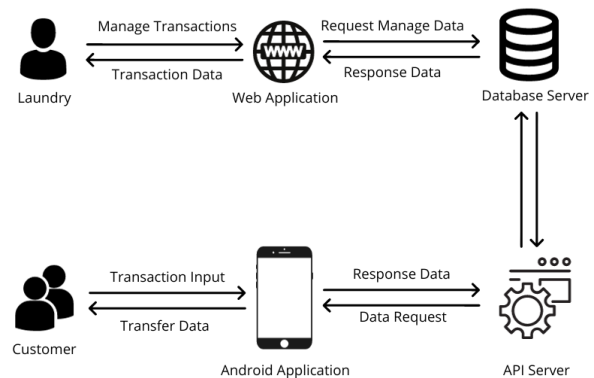 Manage Transactions
Request Manage Data
WWW
Transaction Data
Response Data
Laundry
Web Application
Database Server
Transaction Input
Response Data
Transfer Data
Data Request
Customer
Android Application
API Server